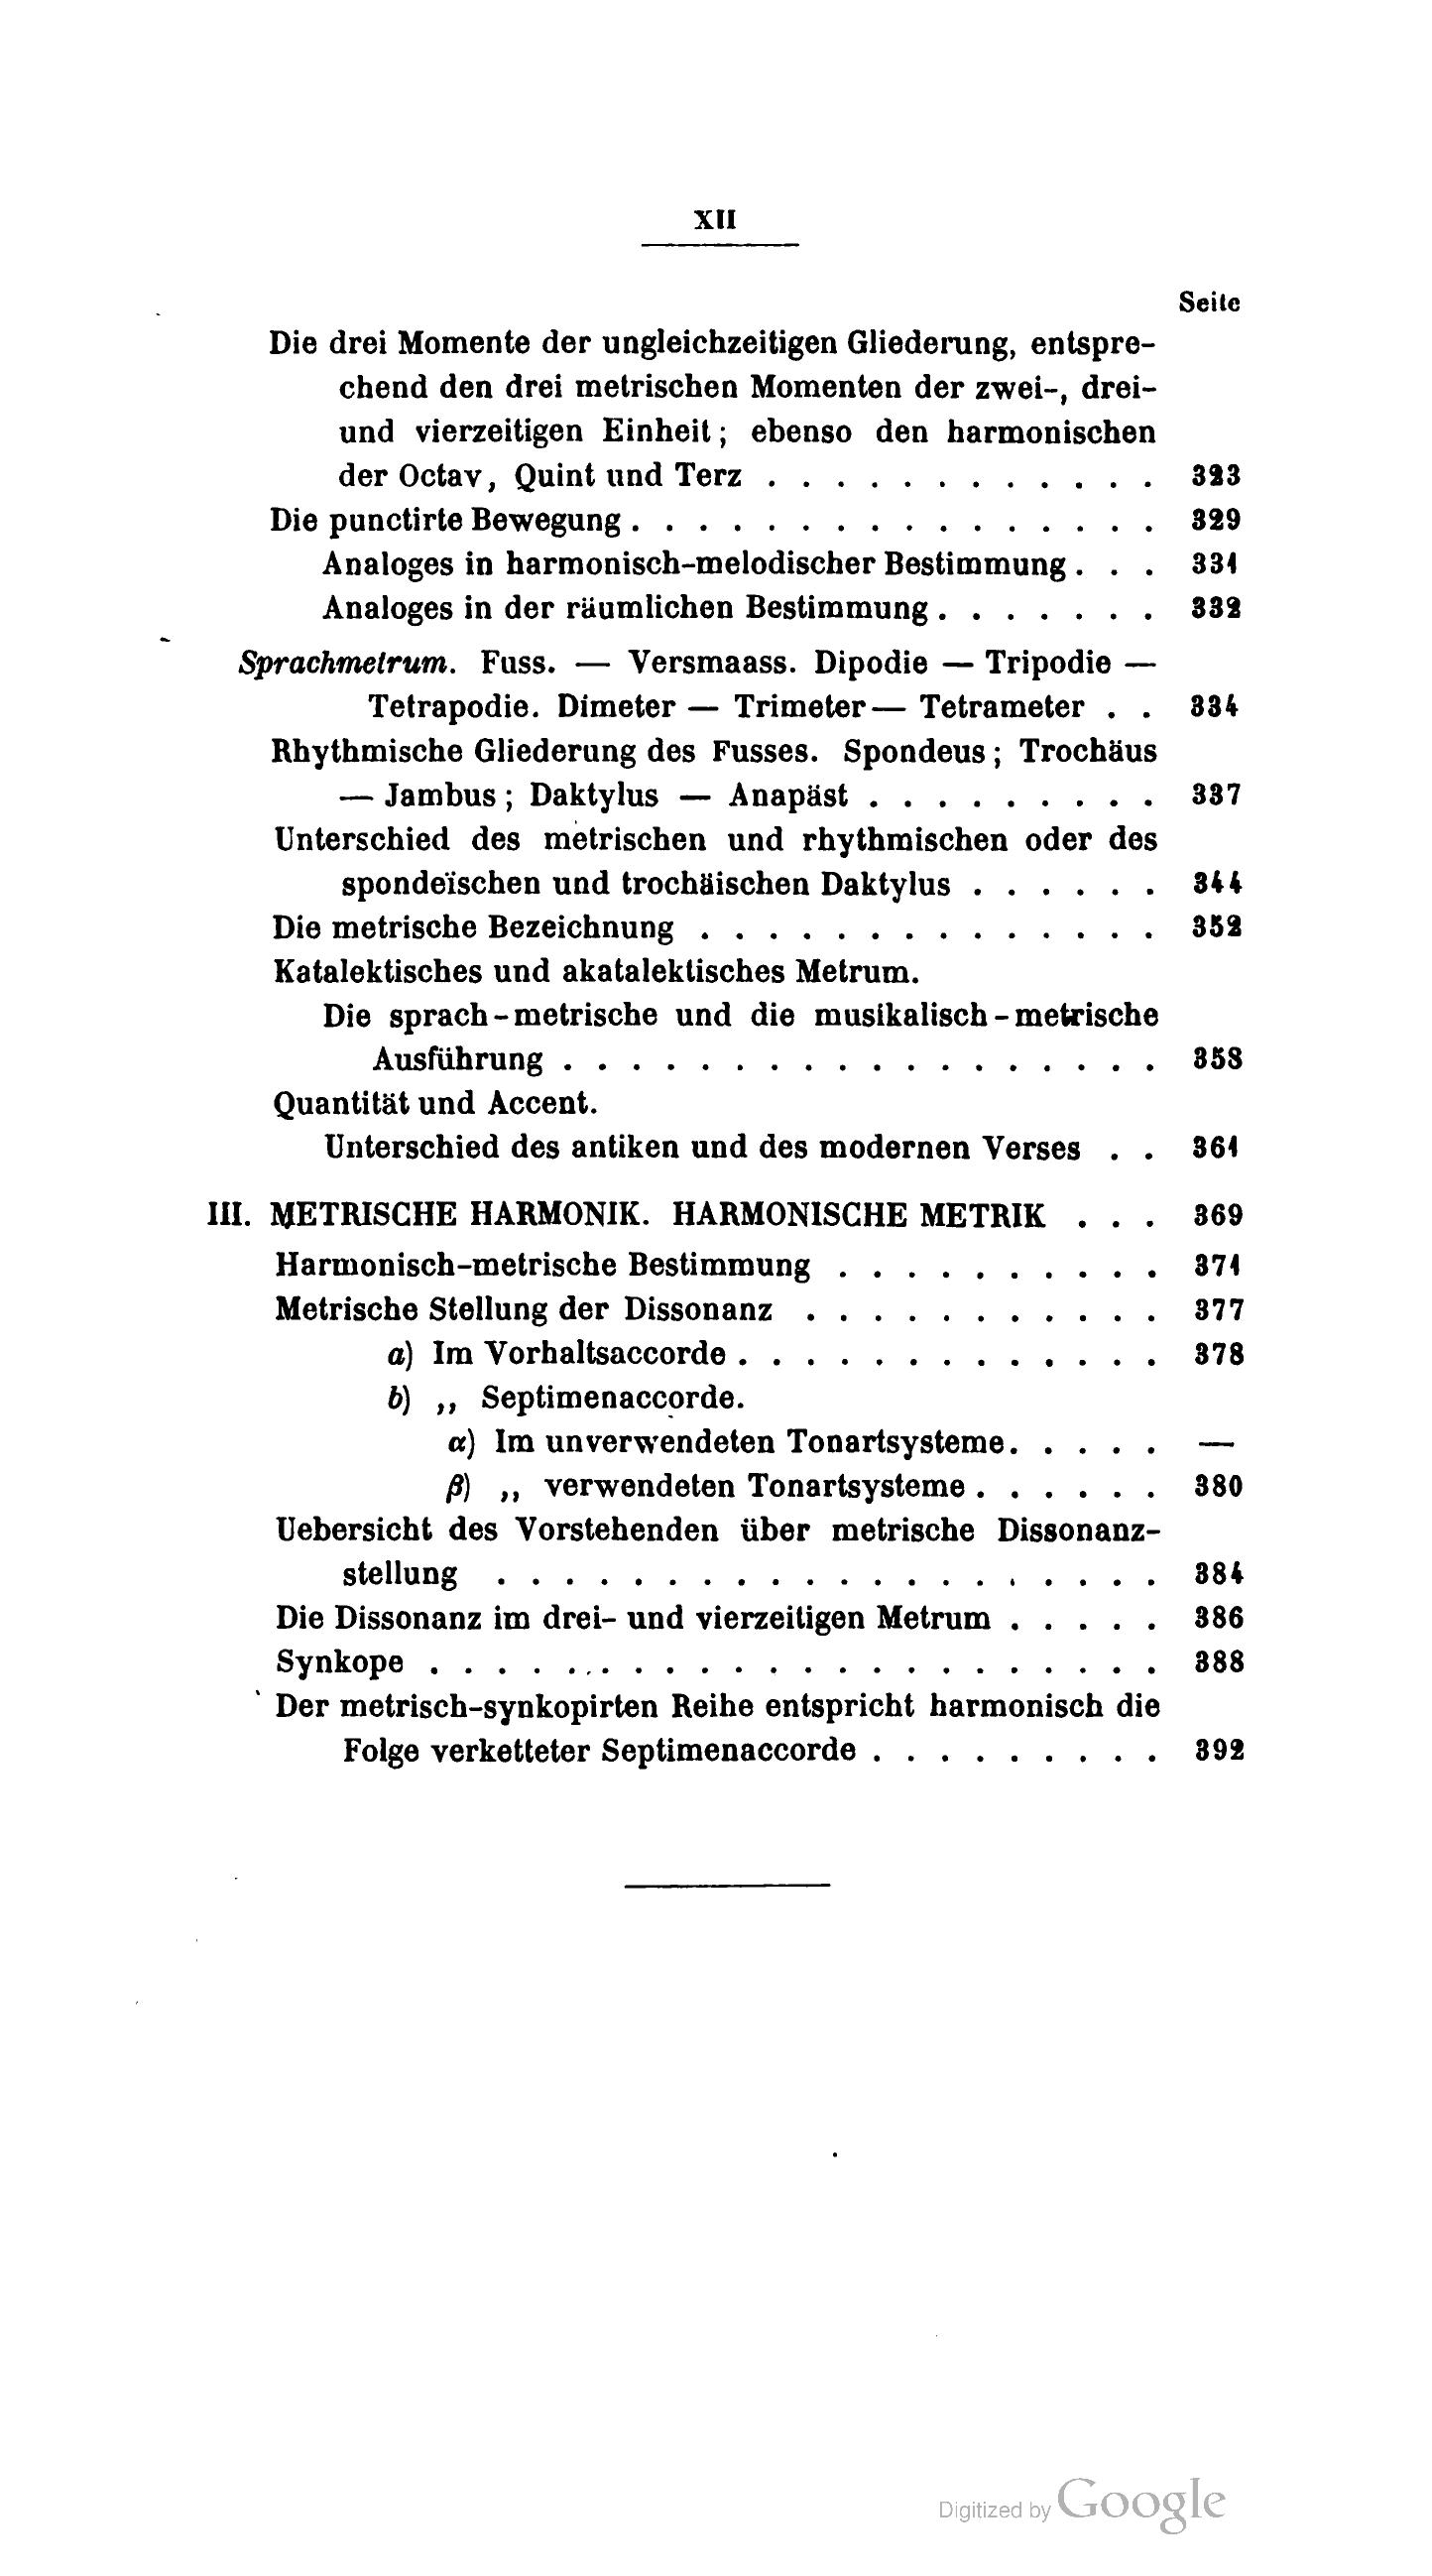 XII
Seite
Die drei Momente der ungleichzeitigen Gliederung, entspre-
chend den drei metrischen Momenten der zwei-, drei-
und vierzeitigen Einheit; ebenso den harmonischen
der Octav, Quint und Terz . . . . . . . . . . . . 323
Die punctirte Bewegung . . . . . . . . . . . . . . . . 329
Analoges in harmonisch-melodischer Bestimmung . . . 331
Analoges in der räumlichen Bestimmung . . . . . . . 332
Sprachmetrum. Fuss. — Versmaass. Dipodie — Tripodie —
Tetrapodie. Dimeter — Trimeter — Tetrameter . . 334
Rhythmische Gliederung des Fusses. Spondeus; Trochäus
— Jambus; Daktylus — Anapäst . . . . . . . . . 337
Unterschied des metrischen und rhythmischen oder des
spondeïschen und trochäischen Daktylus . . . . . . 344
Die metrische Bezeichnung . . . . . . . . . . . . . . 352
Katalektisches und akatalektisches Metrum.
Die sprach-metrische und die musikalisch-metrische
Ausführung . . . . . . . . . . . . . . . . . . 358
Quantität und Accent.
Unterschied des antiken und des modernen Verses . . 361
III. METRISCHE HARMONIK. HARMONISCHE METRIK . . . 369
Harmonisch-metrische Bestimmung . . . . . . . . . . 371
Metrische Stellung der Dissonanz . . . . . . . . . . . 377
a) Im Vorhaltsaccorde . . . . . . . . . . . . . 378
b) ,, Septimenaccorde.
α) Im unverwendeten Tonartsysteme . . . . . —
β) ,, verwendeten Tonartsysteme . . . . . . 380
Uebersicht des Vorstehenden über metrische Dissonanz-
stellung . . . . . . . . . . . . . . . . . . . . 384
Die Dissonanz im drei- und vierzeitigen Metrum . . . . . 386
Synkope . . . . . . . . . . . . . . . . . . . . . . 388
Der metrisch-synkopirten Reihe entspricht harmonisch die
Folge verketteter Septimenaccorde . . . . . . . . . 392
Digitized by Google